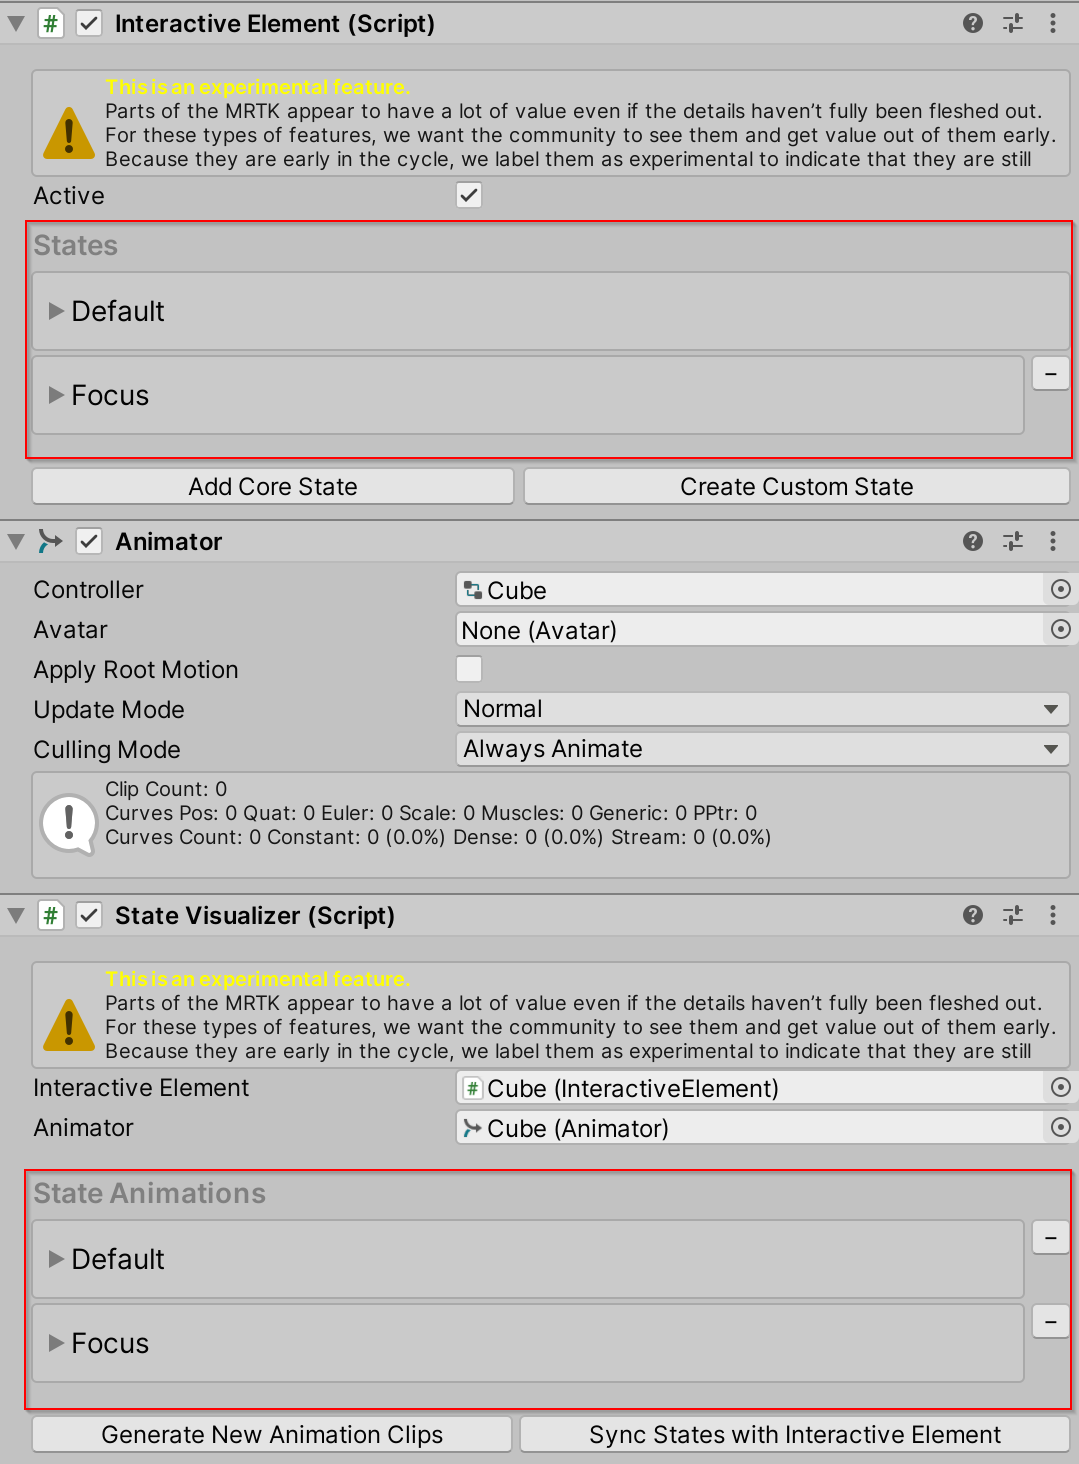 Interactive Element (Script)
This is an experimental feature.
Parts of the MRTK appear to have a lot of value even if the details haven’t fully been fleshed out.
For these types of features, we want the community to see them and get value out of them early.
Because they are early in the cycle, we label them as experimental to indicate that they are still
Active
States
Default
Focus
Add Core State Create Custom State
Animator
Controller Cube
Avatar None (Avatar)
Apply Root Motion
Update Mode Normal
Culling Mode Always Animate
Clip Count: 0
Curves Pos: 0 Quat: 0 Euler: 0 Scale: 0 Muscles: 0 Generic: 0 PPtr: 0
Curves Count: 0 Constant: 0 (0.0%) Dense: 0 (0.0%) Stream: 0 (0.0%)
State Visualizer (Script)
This is an experimental feature.
Parts of the MRTK appear to have a lot of value even if the details haven’t fully been fleshed out.
For these types of features, we want the community to see them and get value out of them early.
Because they are early in the cycle, we label them as experimental to indicate that they are still
Interactive Element Cube (InteractiveElement)
Animator Cube (Animator)
State Animations
Default
Focus
Generate New Animation Clips Sync States with Interactive Element